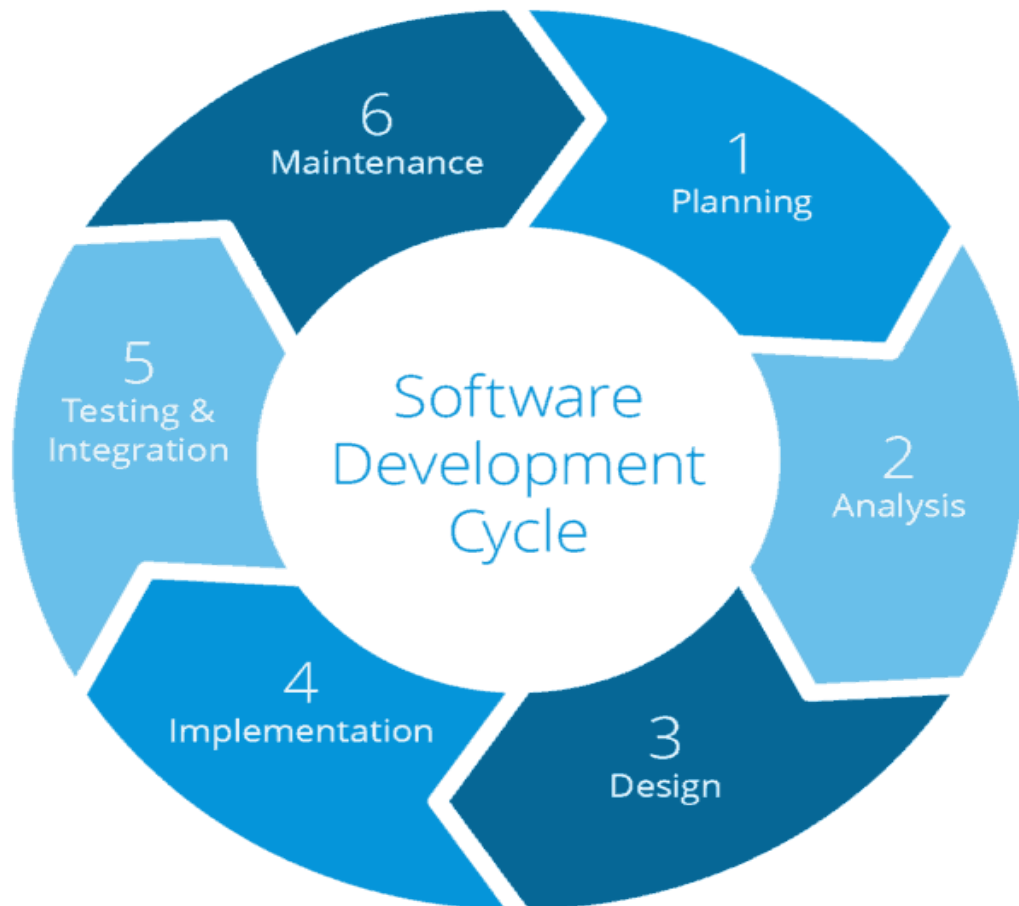 Software
Development
Cycle
1
Planning
2
Analysis
3
Design
4
Implementation
5
Testing &
Integration
6
Maintenance